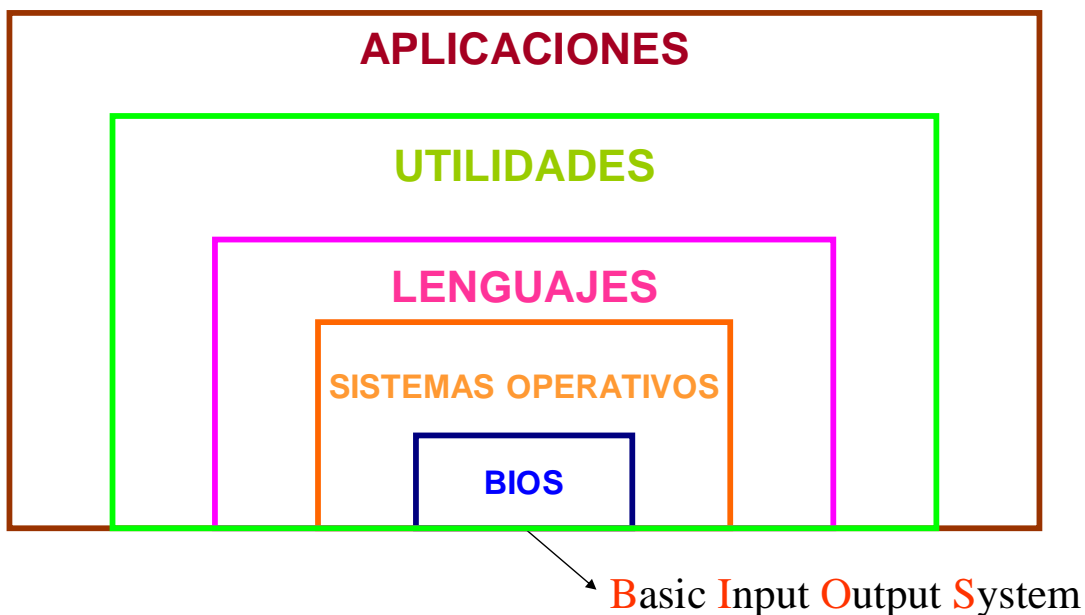 APLICACIONES
UTILIDADES
LENGUAJES
SISTEMAS OPERATIVOS
BIOS
Basic Input Output System